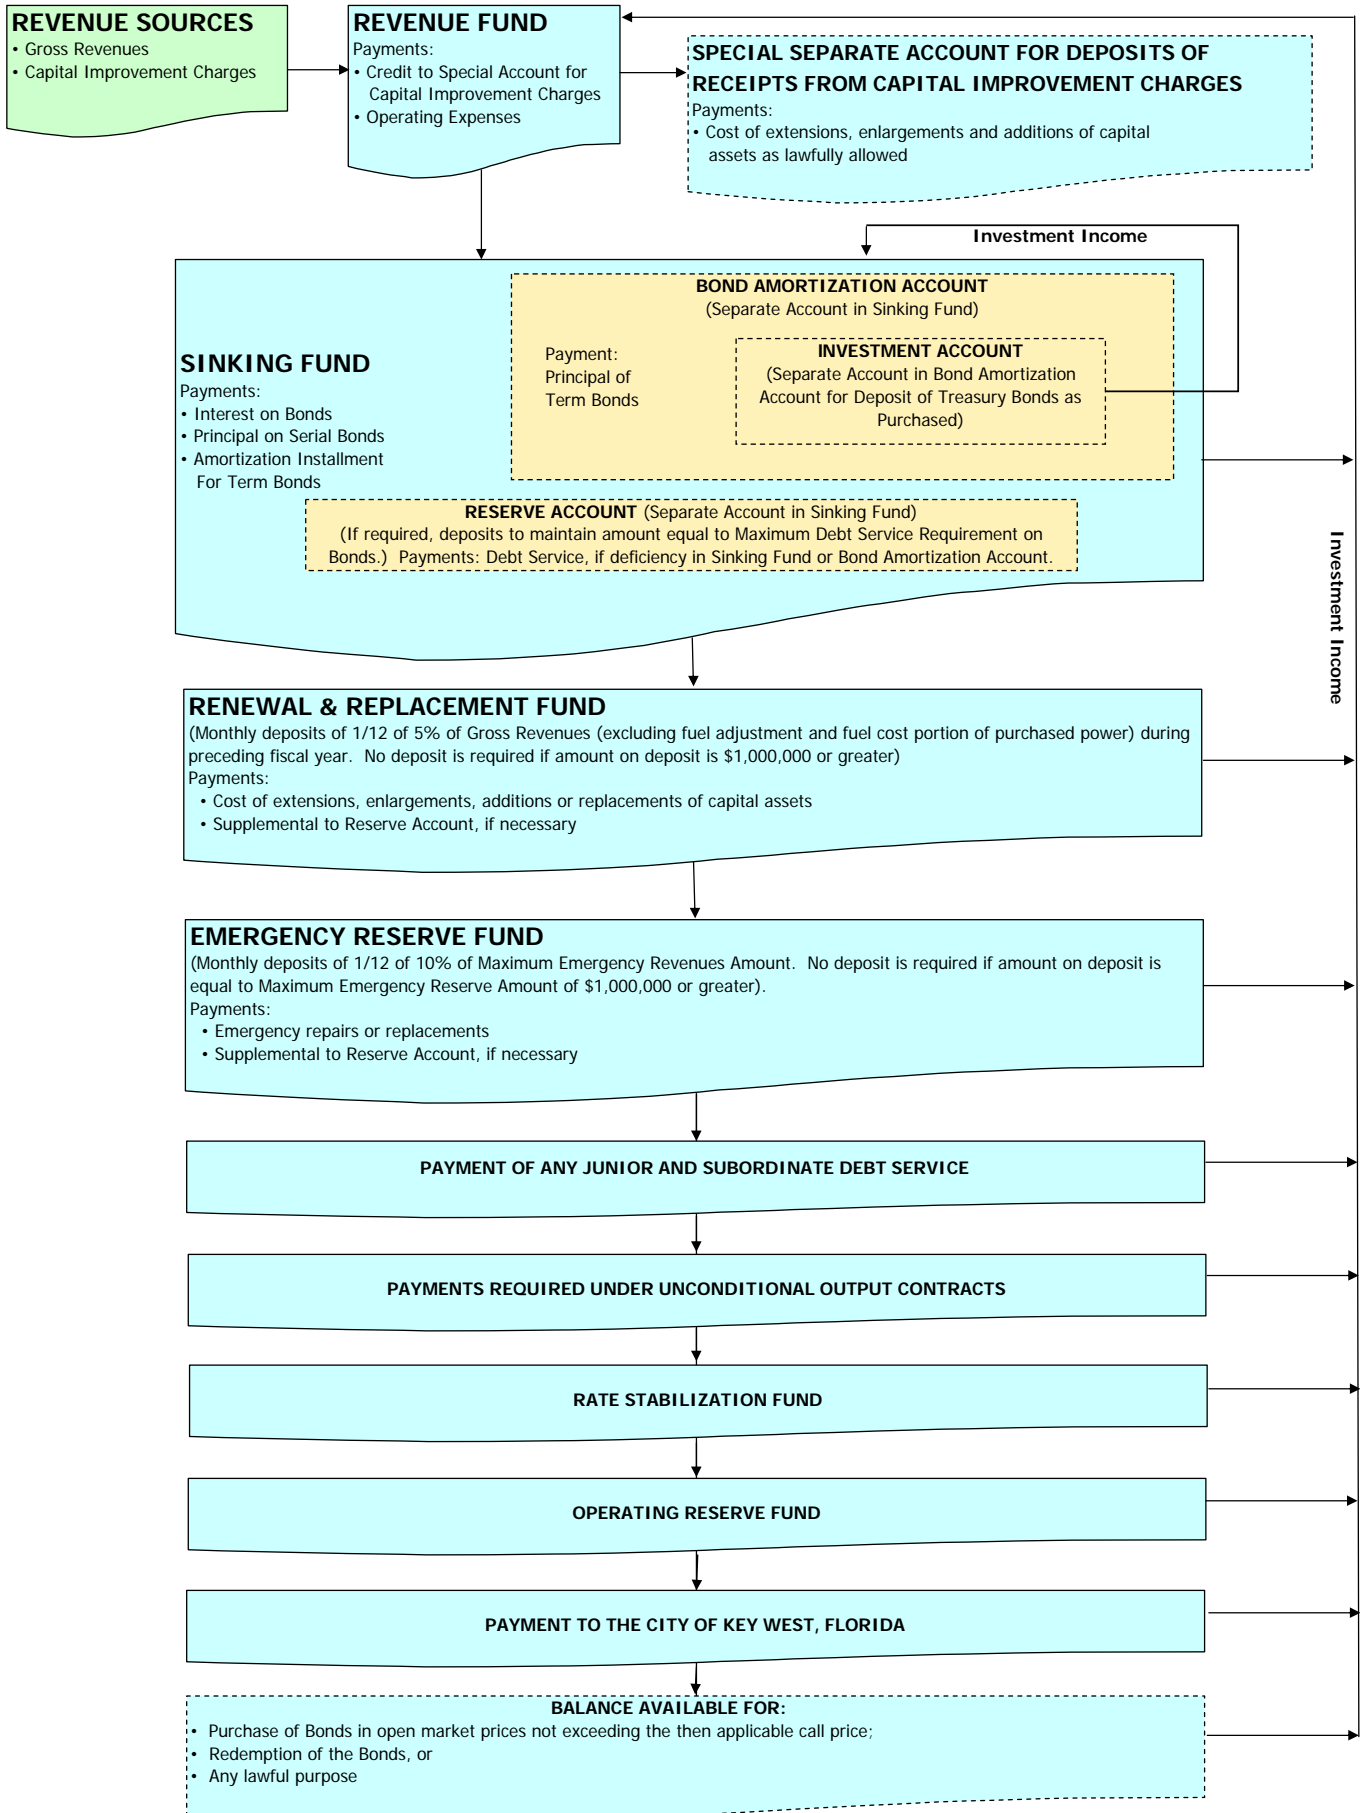 REVENUE SOURCES
• Gross Revenues
• Capital Improvement Charges
REVENUE FUND
Payments:
• Credit to Special Account for
Capital Improvement Charges
• Operating Expenses
SPECIAL SEPARATE ACCOUNT FOR DEPOSITS OF
RECEIPTS FROM CAPITAL IMPROVEMENT CHARGES
Payments:
• Cost of extensions, enlargements and additions of capital
assets as lawfully allowed
Investment Income
BOND AMORTIZATION ACCOUNT
(Separate Account in Sinking Fund)
Payment:
Principal of
Term Bonds
INVESTMENT ACCOUNT
(Separate Account in Bond Amortization
Account for Deposit of Treasury Bonds as
Purchased)
SINKING FUND
Payments:
• Interest on Bonds
• Principal on Serial Bonds
• Amortization Installment
For Term Bonds
RESERVE ACCOUNT (Separate Account in Sinking Fund)
(If required, deposits to maintain amount equal to Maximum Debt Service Requirement on
Bonds.)  Payments: Debt Service, if deficiency in Sinking Fund or Bond Amortization Account.
Investment Income
RENEWAL & REPLACEMENT FUND
(Monthly deposits of 1/12 of 5% of Gross Revenues (excluding fuel adjustment and fuel cost portion of purchased power) during
preceding fiscal year.  No deposit is required if amount on deposit is $1,000,000 or greater)
Payments:
• Cost of extensions, enlargements, additions or replacements of capital assets
• Supplemental to Reserve Account, if necessary
EMERGENCY RESERVE FUND
(Monthly deposits of 1/12 of 10% of Maximum Emergency Revenues Amount.  No deposit is required if amount on deposit is
equal to Maximum Emergency Reserve Amount of $1,000,000 or greater).
Payments:
• Emergency repairs or replacements
• Supplemental to Reserve Account, if necessary
PAYMENT OF ANY JUNIOR AND SUBORDINATE DEBT SERVICE
PAYMENTS REQUIRED UNDER UNCONDITIONAL OUTPUT CONTRACTS
RATE STABILIZATION FUND
OPERATING RESERVE FUND
PAYMENT TO THE CITY OF KEY WEST, FLORIDA
BALANCE AVAILABLE FOR:
• Purchase of Bonds in open market prices not exceeding the then applicable call price;
• Redemption of the Bonds, or
• Any lawful purpose